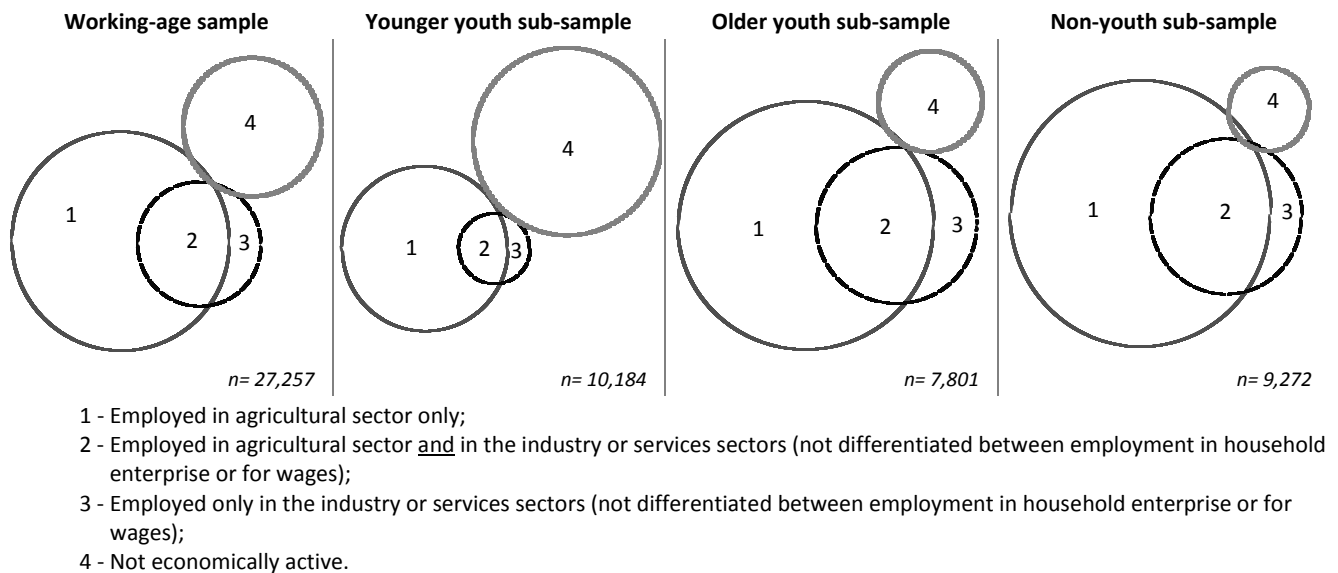 Working-age sample
Younger youth sub-sample
Older youth sub-sample
Non-youth sub-sample
4
1
2
3
n= 27,257
4
1
2
3
n= 10,184
4
1
2
3
n= 7,801
4
1
2
3
n= 9,272
1 - Employed in agricultural sector only;
2 - Employed in agricultural sector and in the industry or services sectors (not differentiated between employment in household
enterprise or for wages);
3 - Employed only in the industry or services sectors (not differentiated between employment in household enterprise or for
wages);
4 - Not economically active.